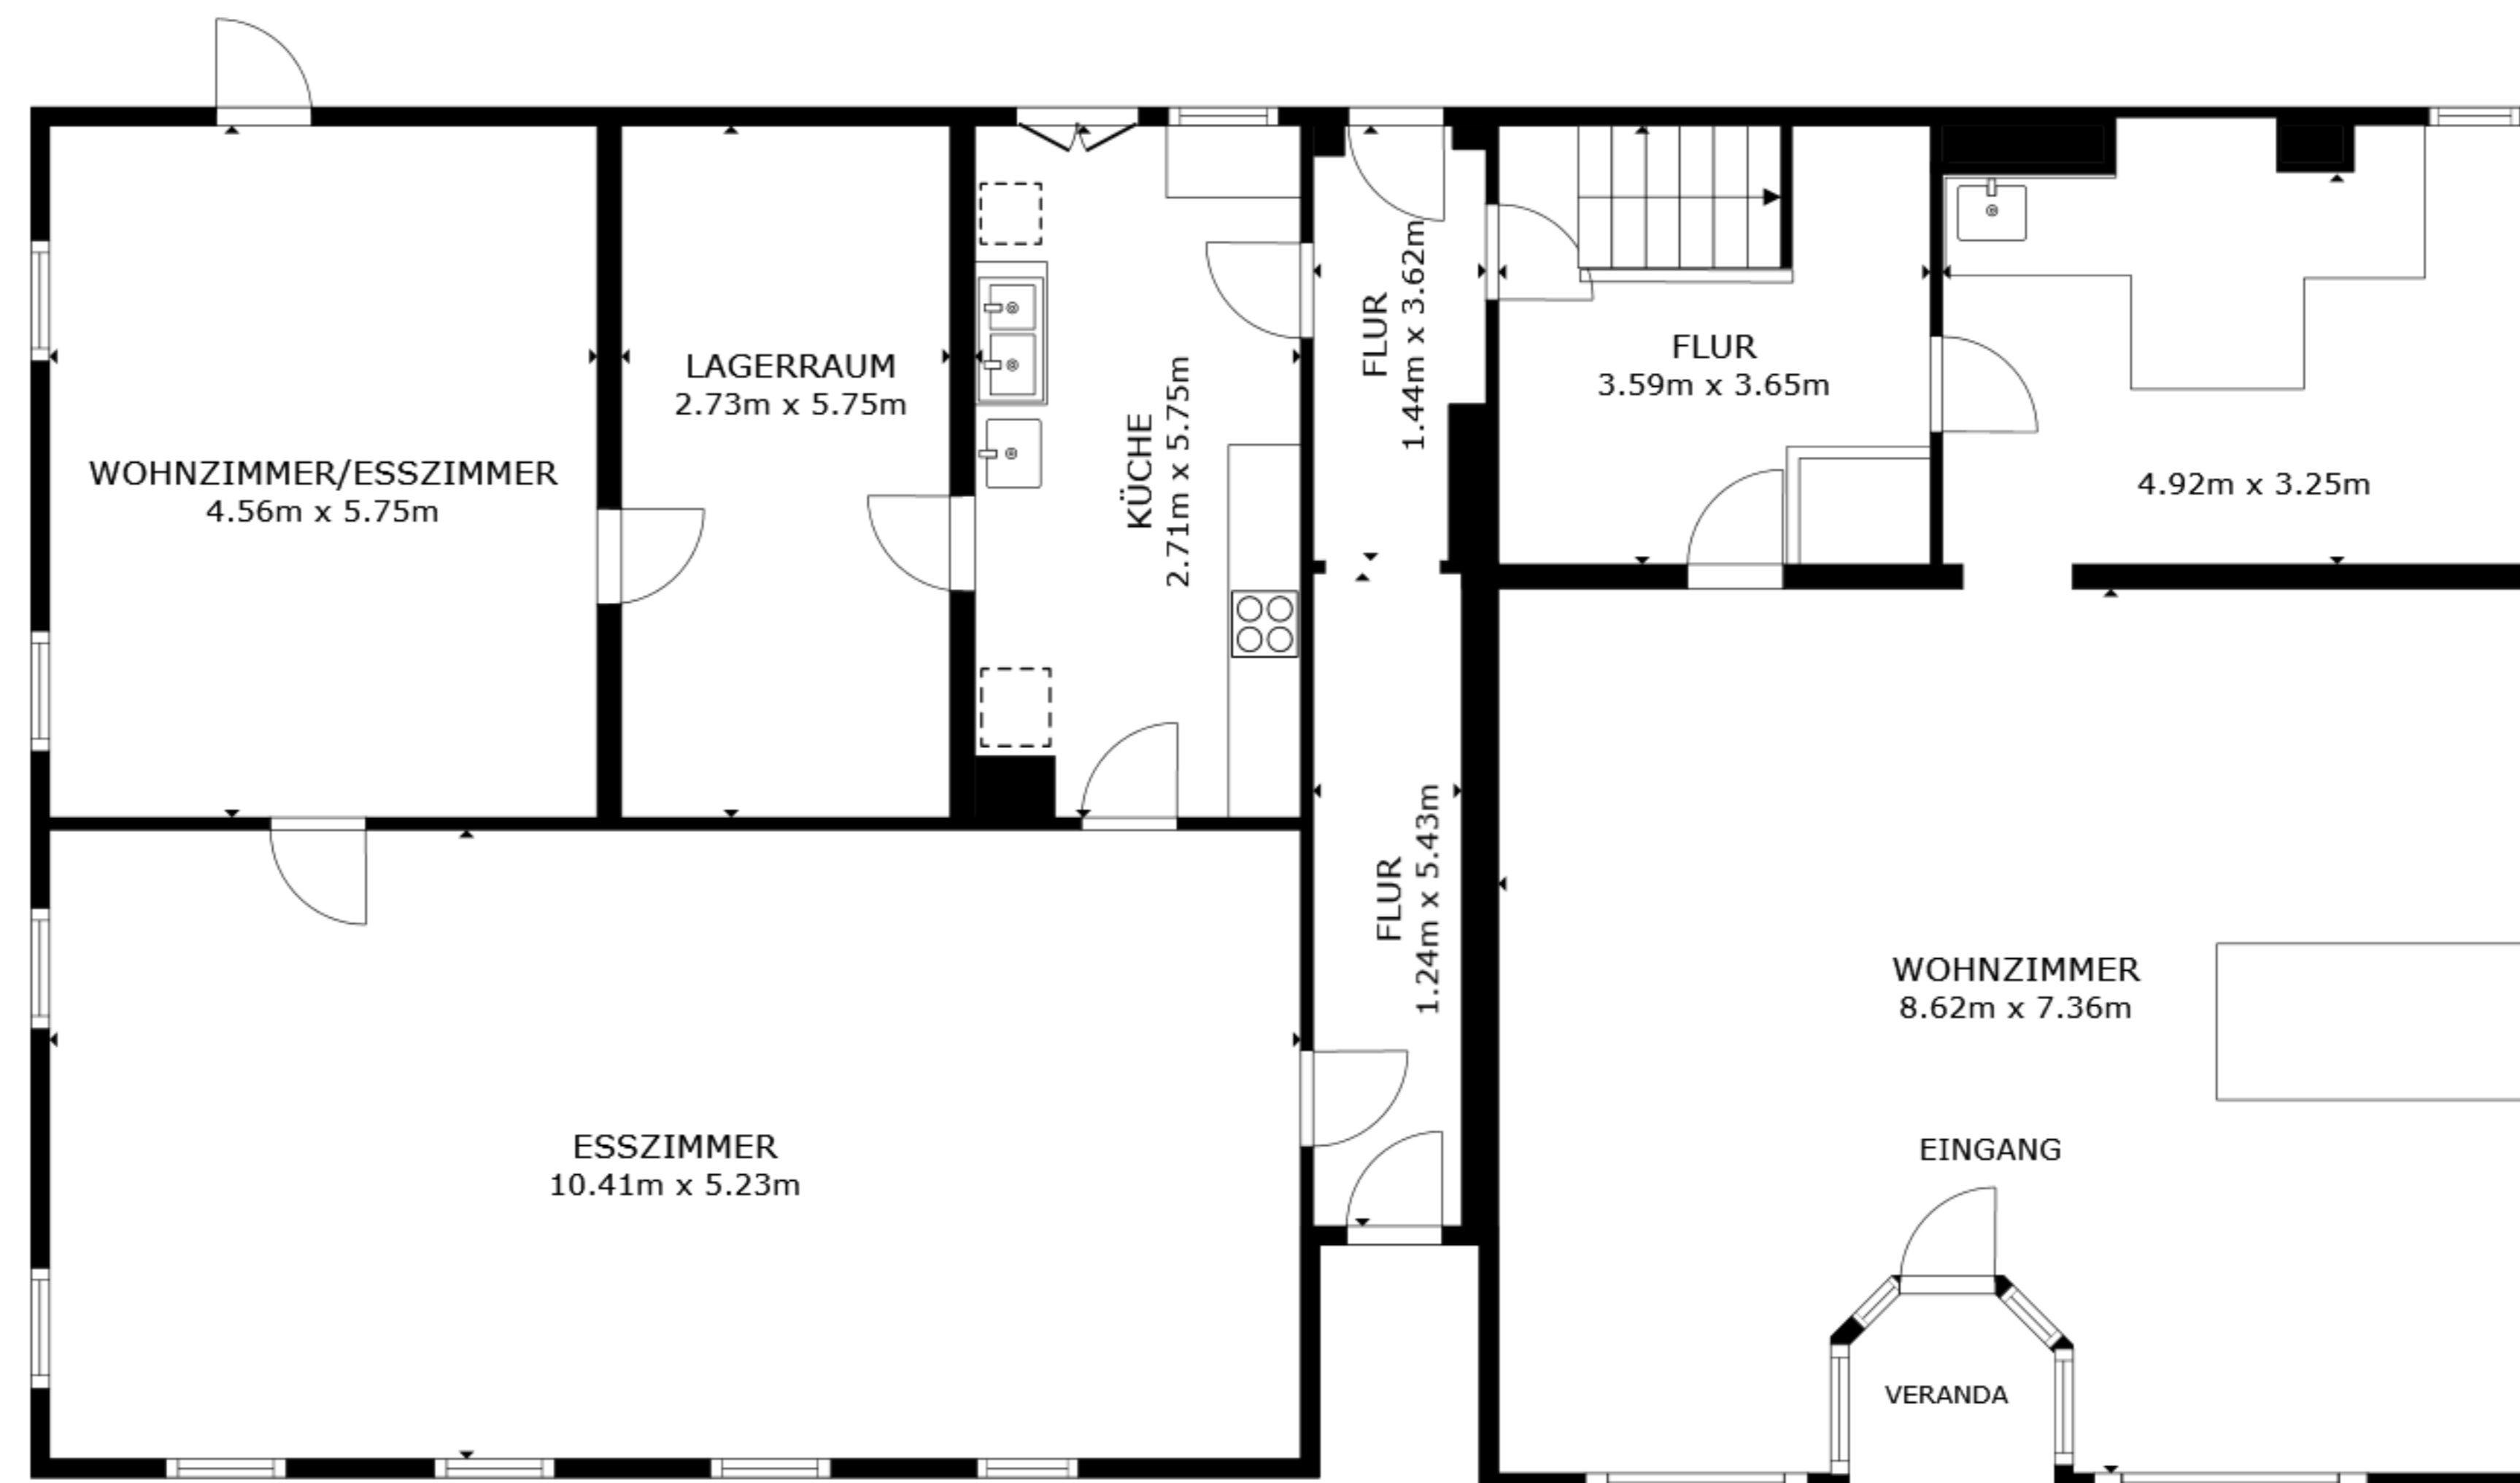 WOHNZIMMER/ESSZIMMER
4.56m x 5.75m
LAGERRAUM
2.73m x 5.75m
KÜCHE
2.71m x 5.75m
FLUR
1.44m x 3.62m
FLUR
3.59m x 3.65m
4.92m x 3.25m
FLUR
1.24m x 5.43m
ESSZIMMER
10.41m x 5.23m
WOHNZIMMER
8.62m x 7.36m
EINGANG
VERANDA